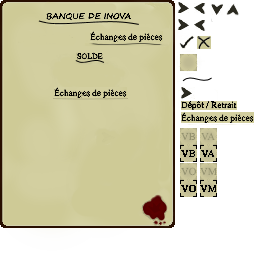 BANQUE DE INOVA
Échanges de pièces
SOLDE
Échanges de pièces
Dépôt / Retrait
Échanges de pièces
VB VA
VB VA
VO VM
VO VM